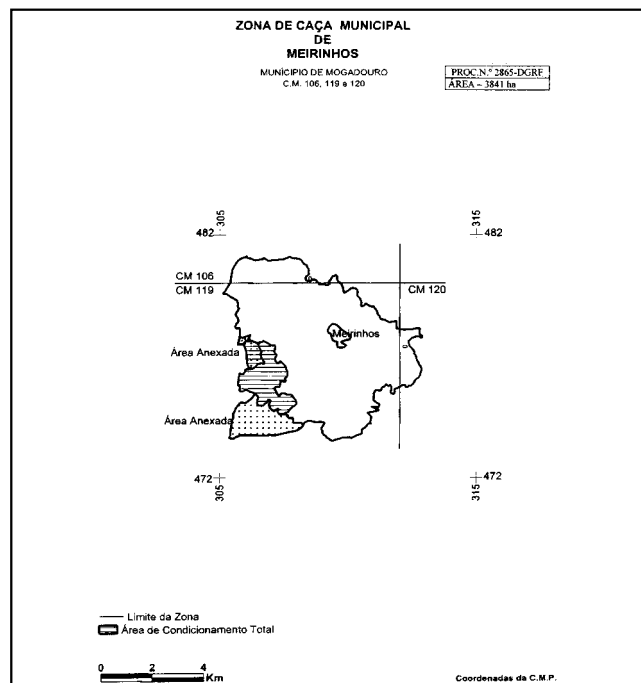 ZONA DE CAÇA MUNICIPAL
DE
MEIRINHOS
MUNICIPIO DE MOGADOURO
C.M. 106, 119 e 120
PROC.N.º 2865-DGRF
ÁREA – 3841 ha
305
315
482
482
CM 106
CM 119
CM 120
Meirinhos
Área Anexada
Área Anexada
472
472
305
315
Limite da Zona
Área de Condicionamento Total
0 2 4
Km
Coordenadas da C.M.P.